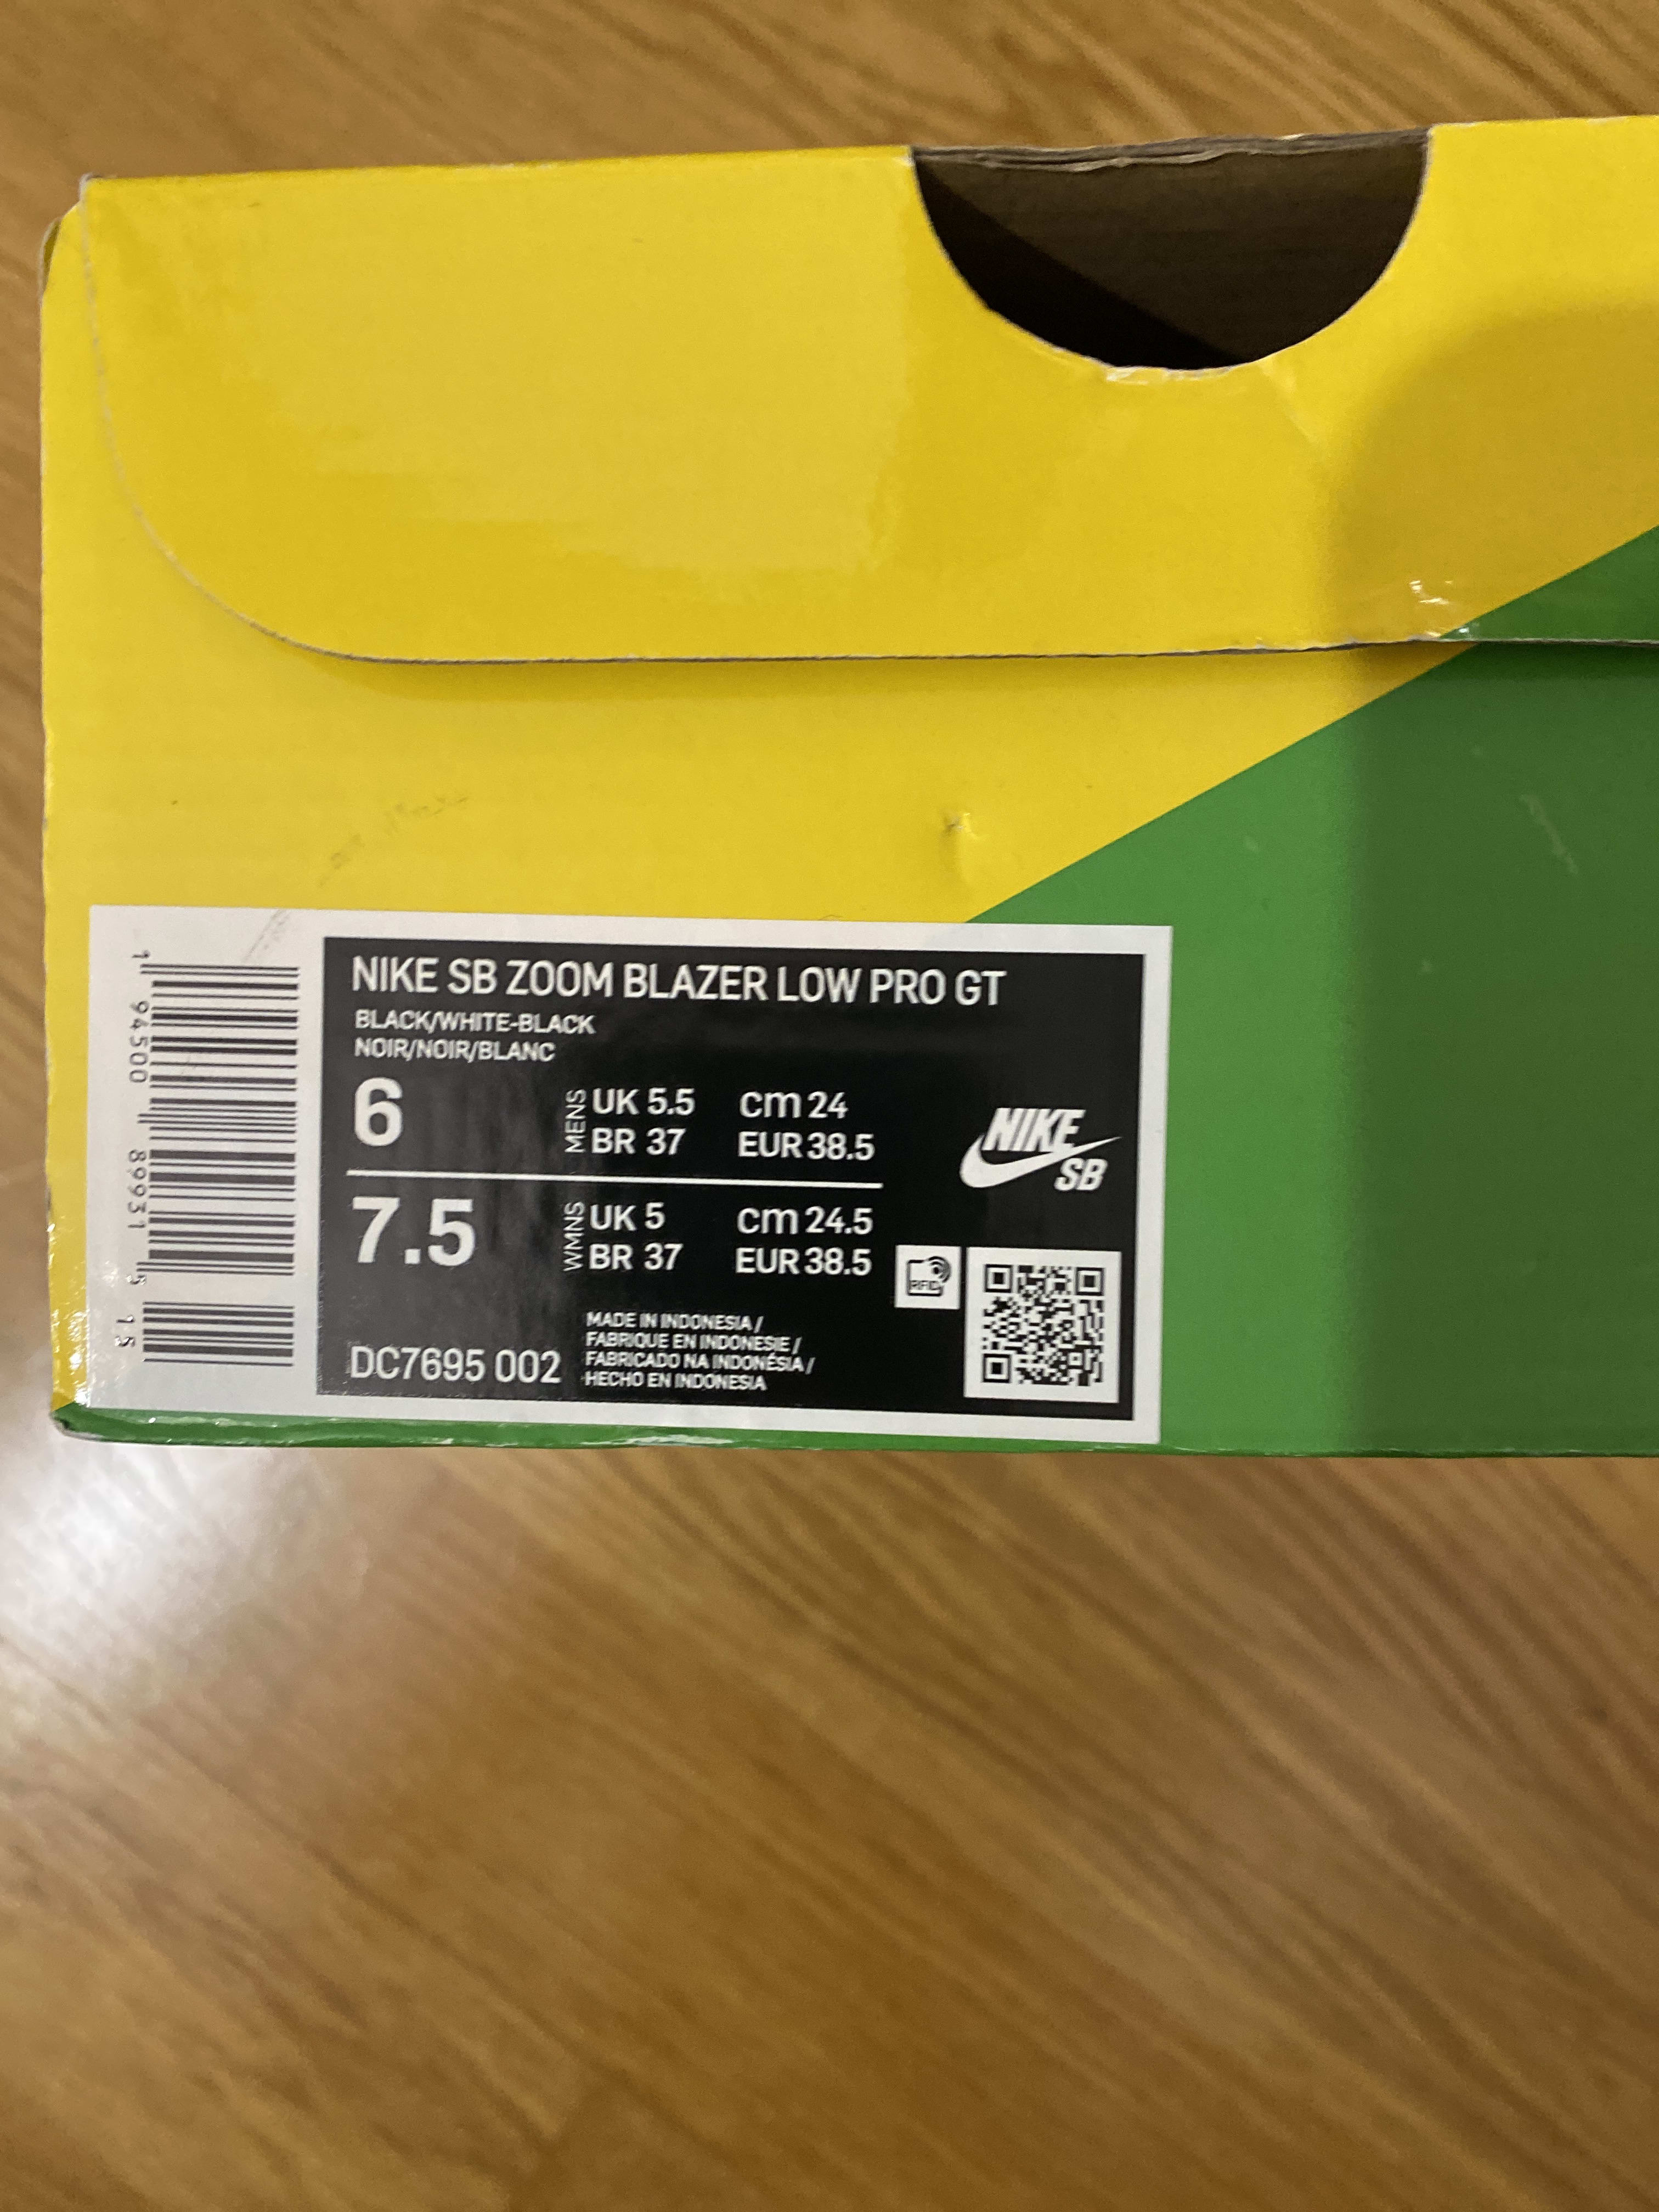 NIKE SB ZOOM BLAZER LOW PRO GT
BLACK/WHITE-BLACK
NOIR/NOIR/BLANC
6 MENS UK 5.5 cm 24
BR 37 EUR 38.5
7.5 WMNS UK 5 cm 24.5
BR 37 EUR 38.5
NIKE
SB
RFID
DC7695 002
MADE IN INDONESIA /
FABRIQUE EN INDONESIE /
FABRICADO NA INDONÉSIA /
HECHO EN INDONESIA
1 94500 89931 5 15